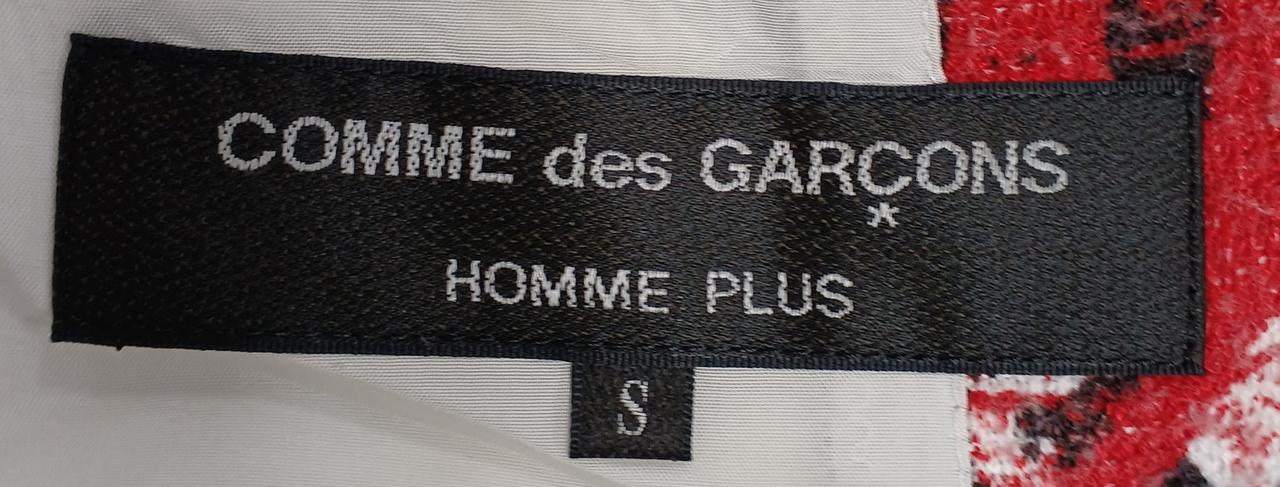 COMME des GARÇONS
*
HOMME PLUS
S